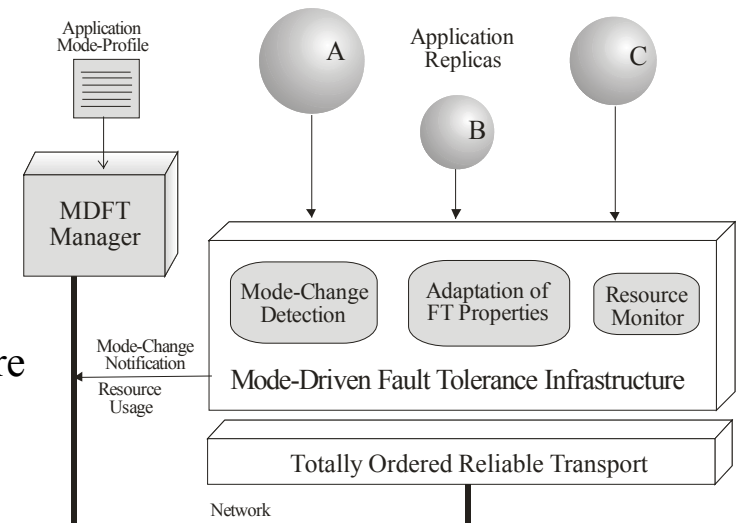 Application
Mode-Profile
A
Application
Replicas
B
C
MDFT
Manager
Mode-Change
Detection
Adaptation of
FT Properties
Resource
Monitor
Mode-Change
Notification
Resource
Usage
re
Mode-Driven Fault Tolerance Infrastructure
Totally Ordered Reliable Transport
Network